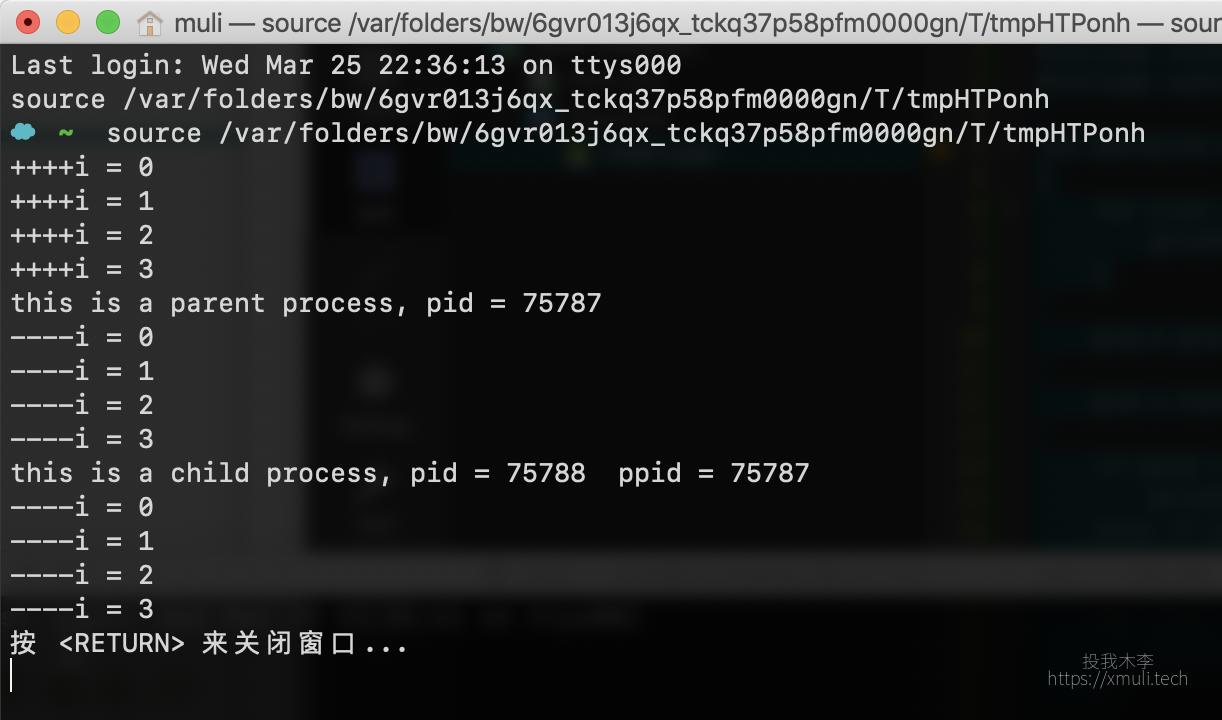 muli — source /var/folders/bw/6gvr013j6qx_tckq37p58pfm0000gn/T/tmpHTPonh — sour
Last login: Wed Mar 25 22:36:13 on ttys000
source /var/folders/bw/6gvr013j6qx_tckq37p58pfm0000gn/T/tmpHTPonh
~ source /var/folders/bw/6gvr013j6qx_tckq37p58pfm0000gn/T/tmpHTPonh
++++i = 0
++++i = 1
++++i = 2
++++i = 3
this is a parent process, pid = 75787
----i = 0
----i = 1
----i = 2
----i = 3
this is a child process, pid = 75788  ppid = 75787
----i = 0
----i = 1
----i = 2
----i = 3
按 <RETURN> 来关闭窗口...
投我木李
https://xmuli.tech